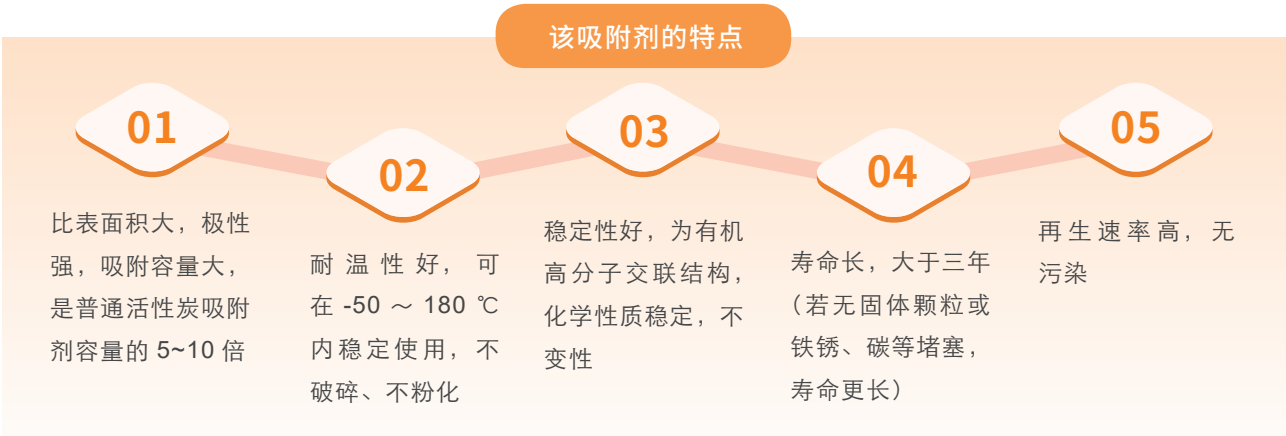 该吸附剂的特点
01
比表面积大，极性
强，吸附容量大，
是普通活性炭吸附
剂容量的 5~10 倍
02
耐温性好，可
在 -50 ～ 180 ℃
内稳定使用，不
破碎、不粉化
03
稳定性好，为有机
高分子交联结构，
化学性质稳定，不
变性
04
寿命长，大于三年
（若无固体颗粒或
铁锈、碳等堵塞，
寿命更长）
05
再生速率高，无
污染